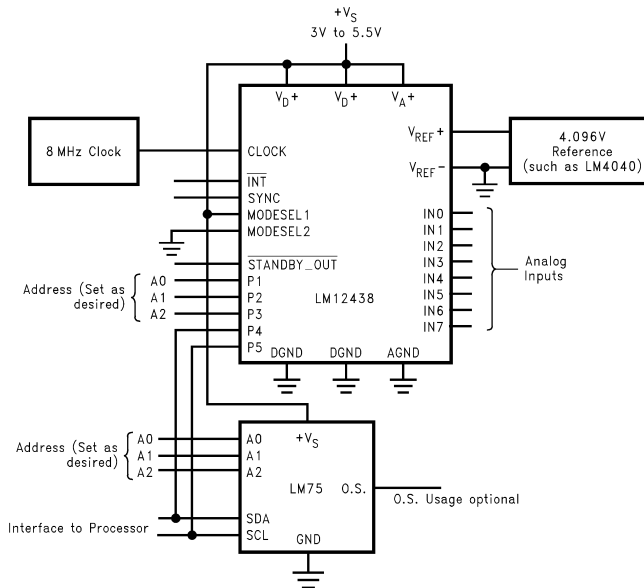 +VS
3V to 5.5V
VD+ VD+ VA+
8 MHz Clock
CLOCK
INT
SYNC
MODESEL1
MODESEL2
STANDBY_OUT
P1
P2
P3
P4
P5
LM12438
VREF+
VREF-
4.096V
Reference
(such as LM4040)
IN0
IN1
IN2
IN3
IN4
IN5
IN6
IN7
Analog
Inputs
Address (Set as
desired)
A0
A1
A2
DGND DGND AGND
+VS
Address (Set as
desired)
A0
A1
A2
A0
A1
A2
LM75 O.S.
O.S. Usage optional
Interface to Processor
SDA
SCL
GND